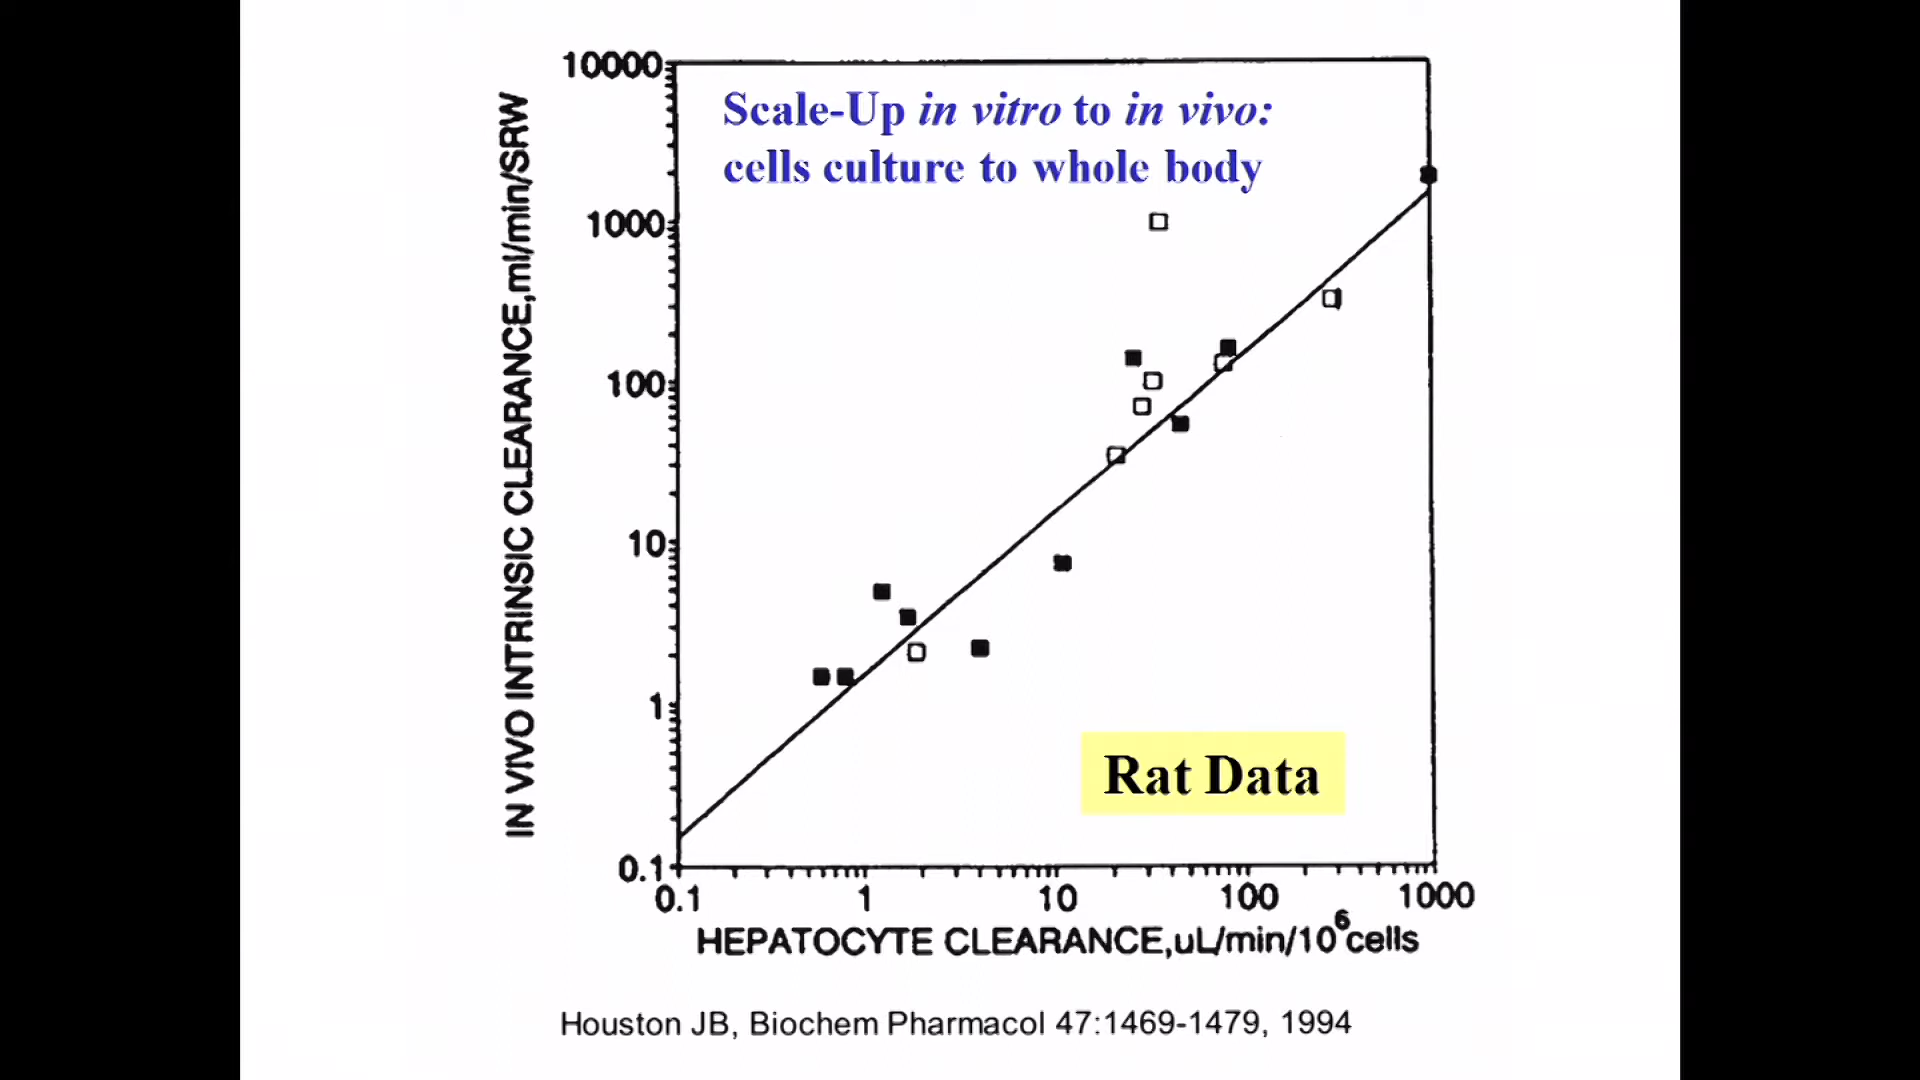 10000
Scale-Up in vitro to in vivo:
cells culture to whole body
1000
100
10
1
0.1
IN VIVO INTRINSIC CLEARANCE,ml/min/SRW
Rat Data
0.1 1 10 100 1000
HEPATOCYTE CLEARANCE,uL/min/10⁶cells
Houston JB, Biochem Pharmacol 47:1469-1479, 1994